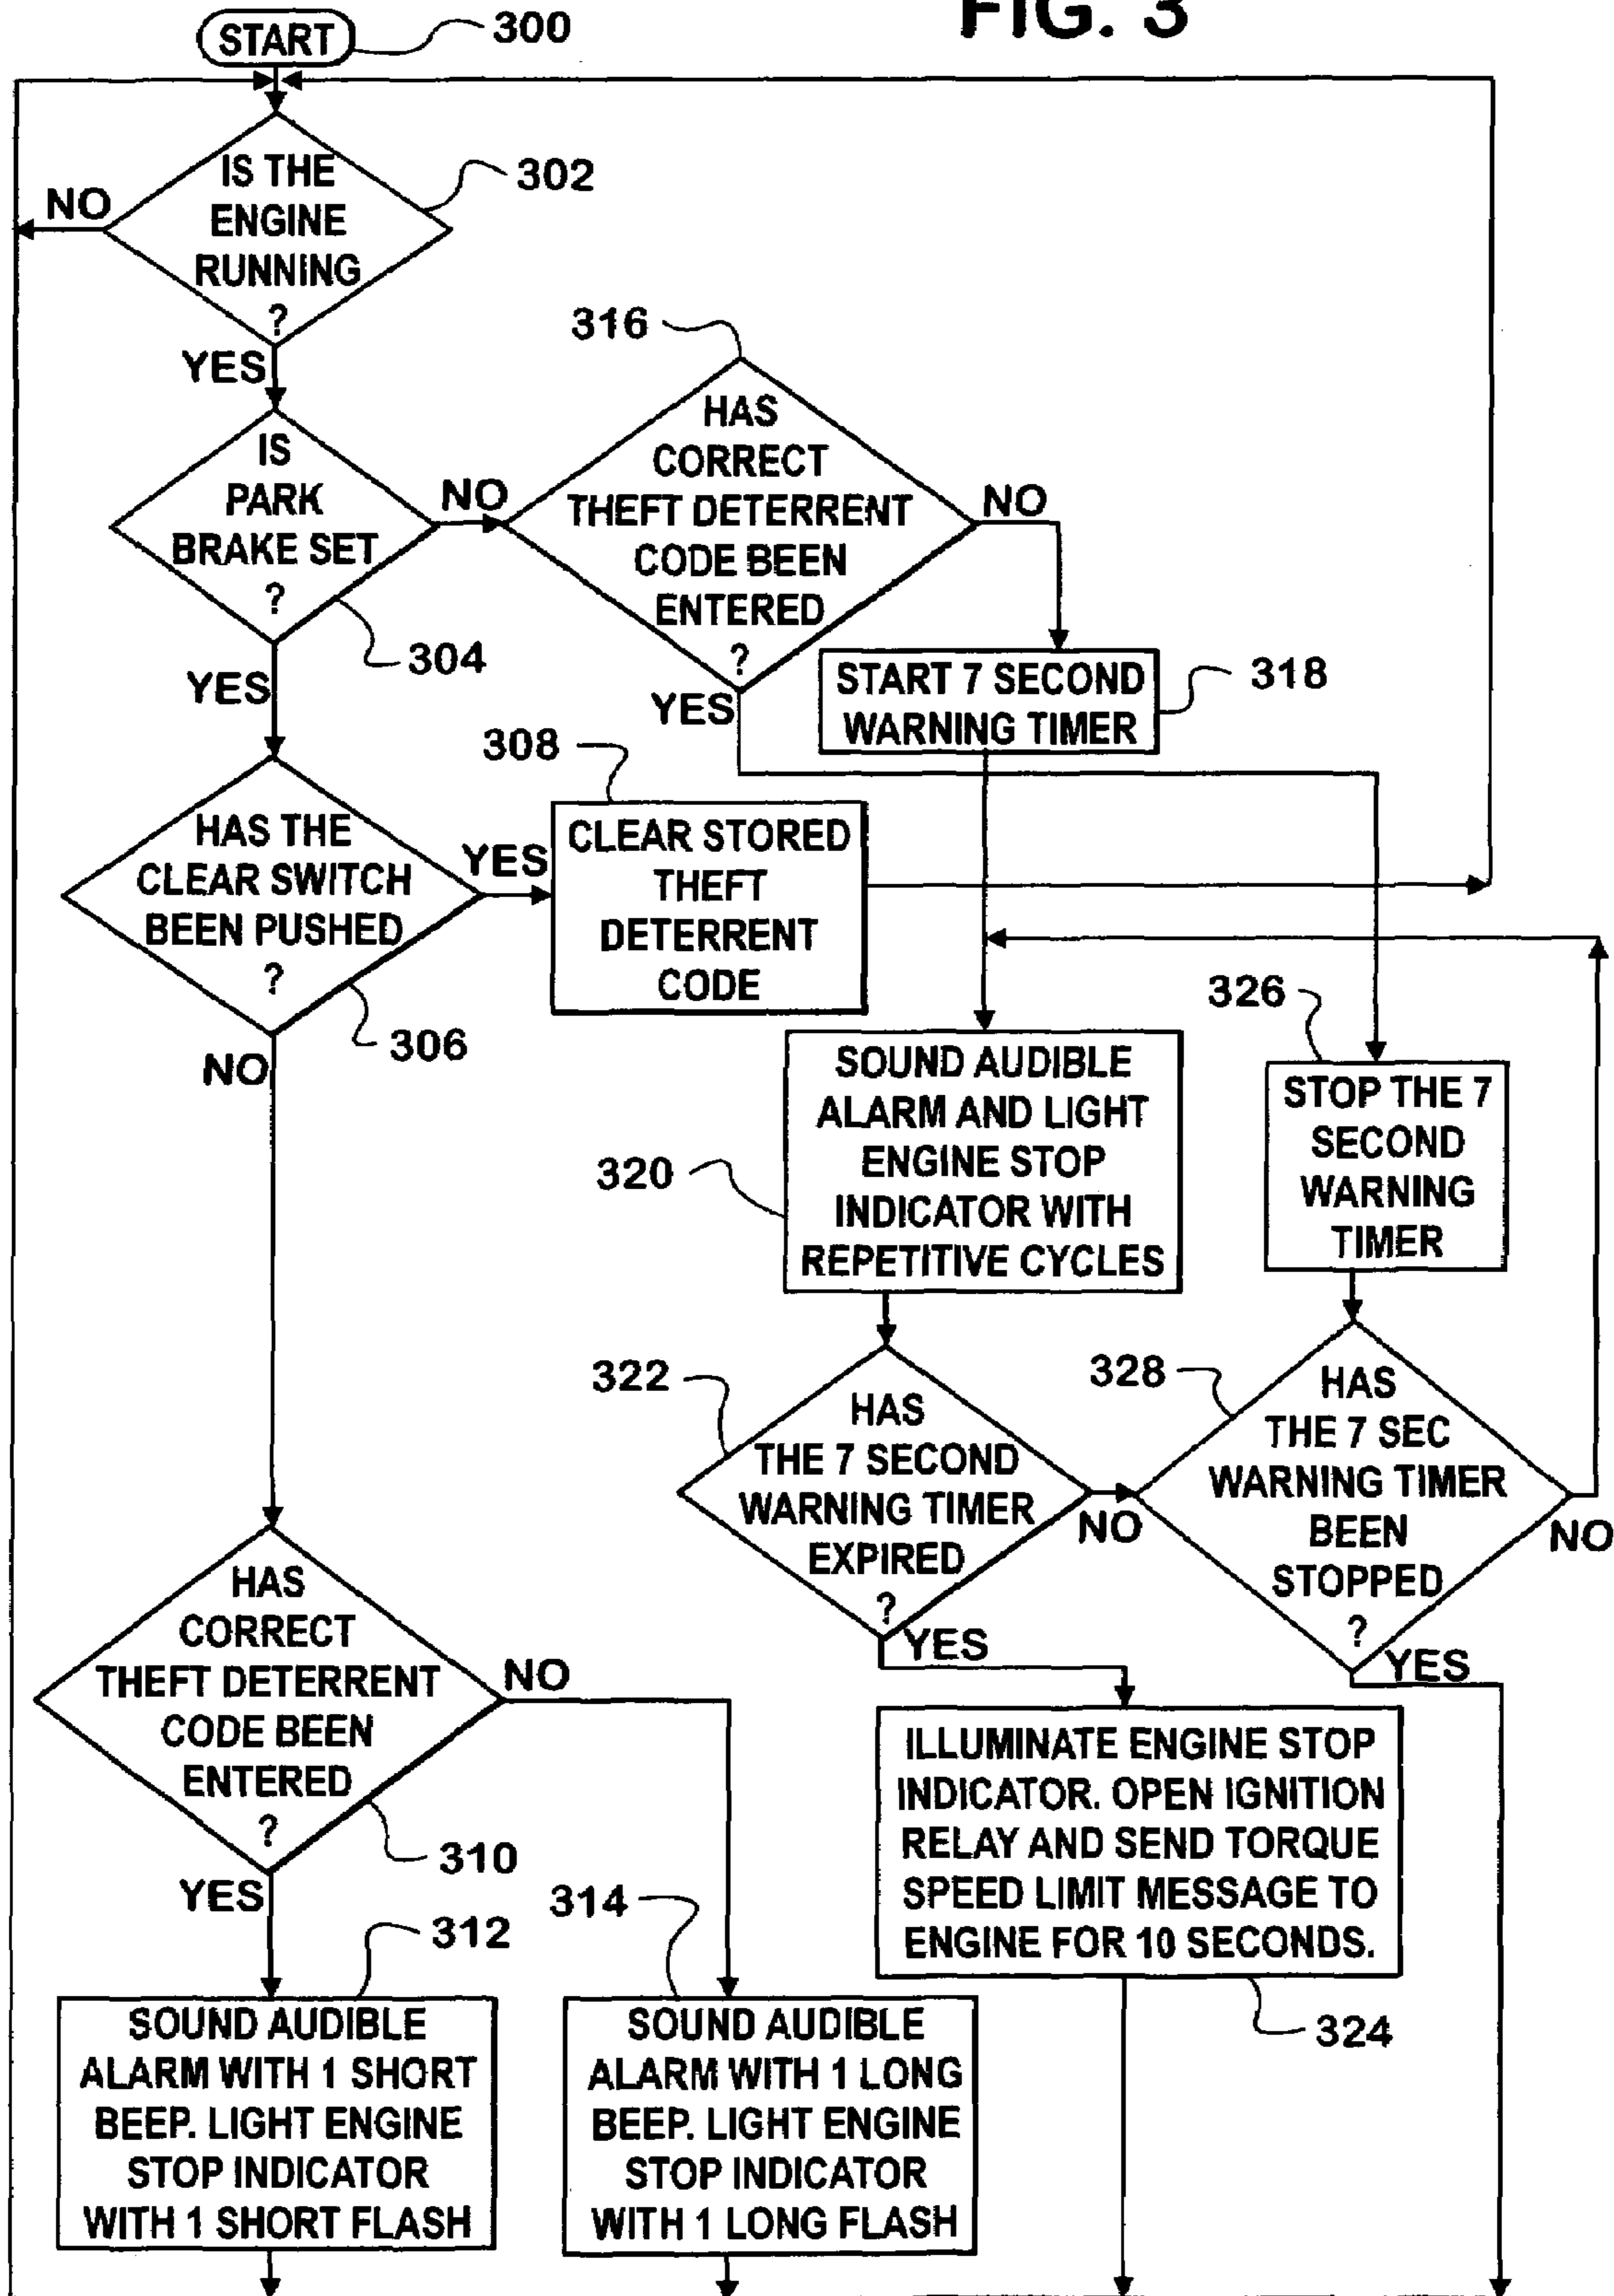 FIG. 3
START
300
IS THE
ENGINE
RUNNING
?
302
NO
YES
IS
PARK
BRAKE SET
?
304
NO
YES
316
HAS
CORRECT
THEFT DETERRENT
CODE BEEN
ENTERED
?
NO
YES
START 7 SECOND
WARNING TIMER
318
HAS THE
CLEAR SWITCH
BEEN PUSHED
?
306
YES
NO
308
CLEAR STORED
THEFT
DETERRENT
CODE
320
SOUND AUDIBLE
ALARM AND LIGHT
ENGINE STOP
INDICATOR WITH
REPETITIVE CYCLES
326
STOP THE 7
SECOND
WARNING
TIMER
322
HAS
THE 7 SECOND
WARNING TIMER
EXPIRED
?
NO
YES
328
HAS
THE 7 SEC
WARNING TIMER
BEEN
STOPPED
?
NO
YES
HAS
CORRECT
THEFT DETERRENT
CODE BEEN
ENTERED
?
310
NO
YES
ILLUMINATE ENGINE STOP
INDICATOR. OPEN IGNITION
RELAY AND SEND TORQUE
SPEED LIMIT MESSAGE TO
ENGINE FOR 10 SECONDS.
324
312
SOUND AUDIBLE
ALARM WITH 1 SHORT
BEEP. LIGHT ENGINE
STOP INDICATOR
WITH 1 SHORT FLASH
314
SOUND AUDIBLE
ALARM WITH 1 LONG
BEEP. LIGHT ENGINE
STOP INDICATOR
WITH 1 LONG FLASH